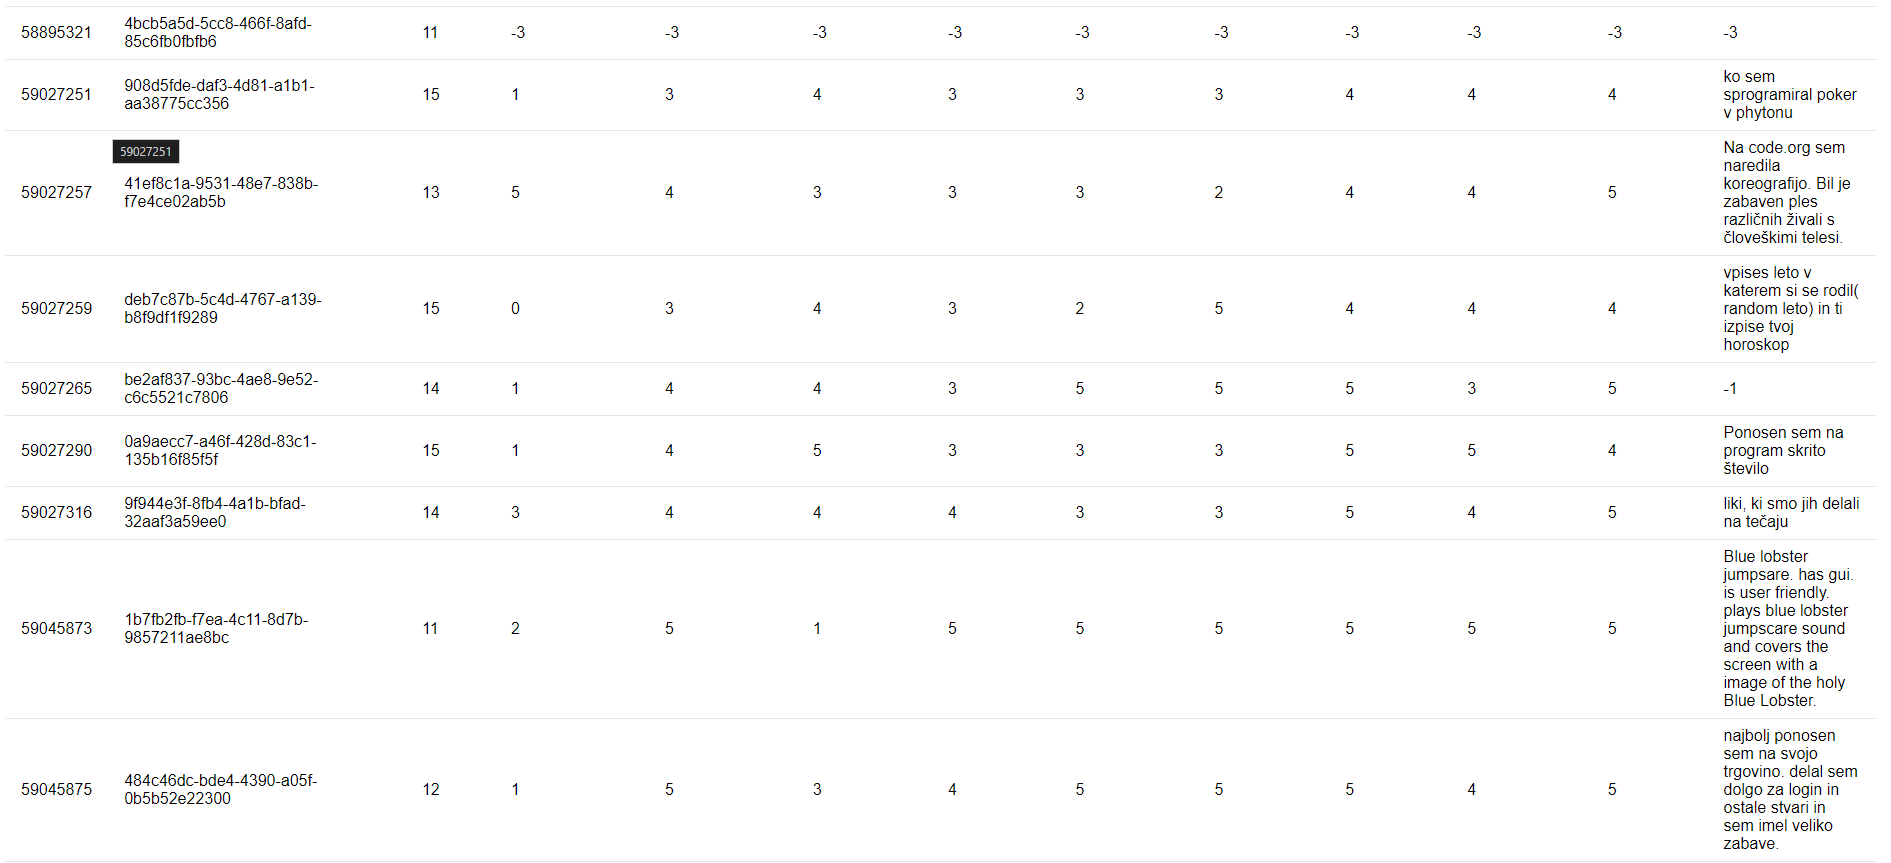 58895321 4bcb5a5d-5cc8-466f-8afd-85c6fb0fbfb6 11 -3 -3 -3 -3 -3 -3 -3 -3 -3 -3
59027251 908d5fde-daf3-4d81-a1b1-aa38775cc356 15 1 3 4 3 3 3 4 4 4 ko sem
sprogramiral poker
v phytonu
59027251
59027257 41ef8c1a-9531-48e7-838b-f7e4ce02ab5b 13 5 4 3 3 3 2 4 4 5 Na code.org sem
naredila
koreografijo. Bil je
zabaven ples
različnih živali s
človeškimi telesi.
59027259 deb7c87b-5c4d-4767-a139-b8f9df1f9289 15 0 3 4 3 2 5 4 4 4 vpises leto v
katerem si se rodil(
random leto) in ti
izpise tvoj
horoskop
59027265 be2af837-93bc-4ae8-9e52-c6c5521c7806 14 1 4 4 3 5 5 5 3 5 -1
59027290 0a9aecc7-a46f-428d-83c1-135b16f85f5f 15 1 4 5 3 3 3 5 5 4 Ponosen sem na
program skrito
število
59027316 9f944e3f-8fb4-4a1b-bfad-32aaf3a59ee0 14 3 4 4 4 3 3 5 4 5 liki, ki smo jih delali
na tečaju
59045873 1b7fb2fb-f7ea-4c11-8d7b-9857211ae8bc 11 2 5 1 5 5 5 5 5 5 Blue lobster
jumpsare. has gui.
is user friendly.
plays blue lobster
jumpscare sound
and covers the
screen with a
image of the holy
Blue Lobster.
59045875 484c46dc-bde4-4390-a05f-0b5b52e22300 12 1 5 3 4 5 5 5 4 5 najbolj ponosen
sem na svojo
trgovino. delal sem
dolgo za login in
ostale stvari in
sem imel veliko
zabave.